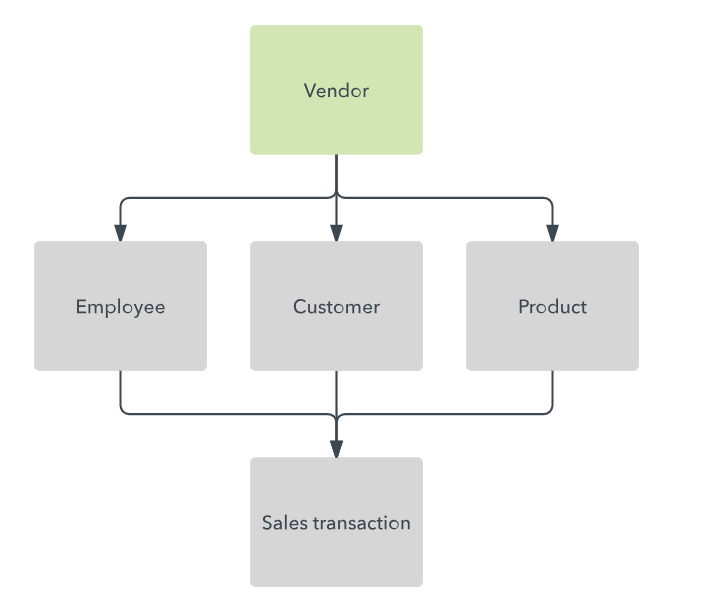 Vendor
Employee
Customer
Product
Sales transaction